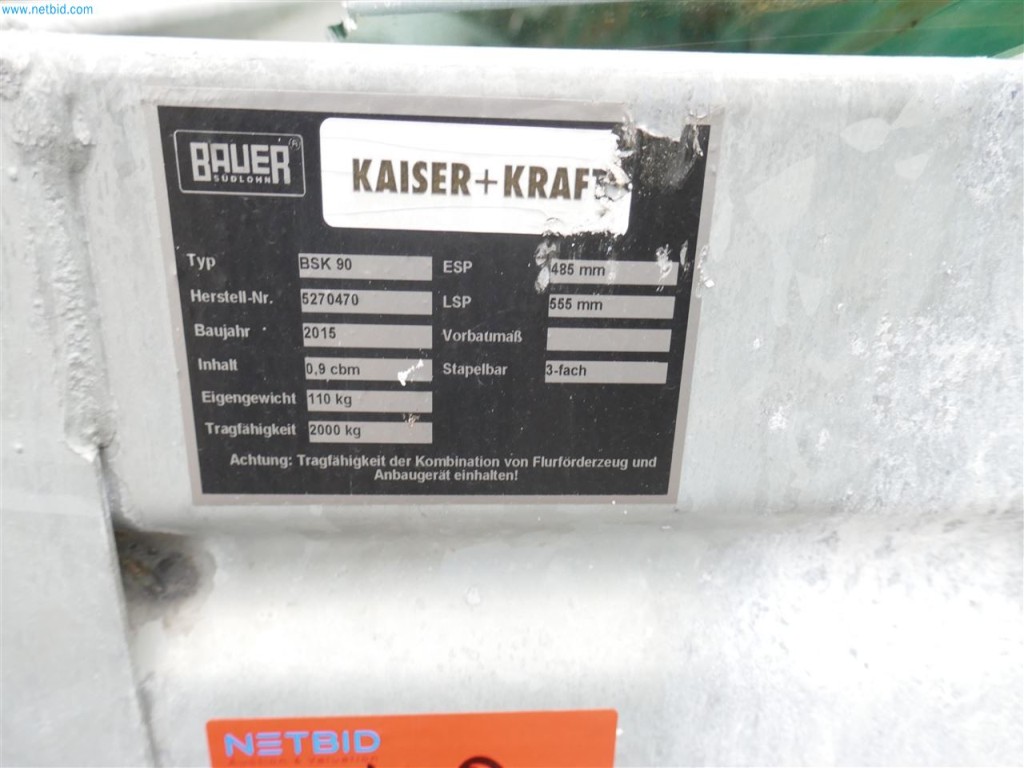 www.netbid.com
BAUER®
SÜDLOHN
KAISER+KRAFT
Typ BSK 90 ESP 485 mm
Herstell-Nr. 5270470 LSP 555 mm
Baujahr 2015 Vorbaumaß
Inhalt 0,9 cbm Stapelbar 3-fach
Eigengewicht 110 kg
Tragfähigkeit 2000 kg
Achtung: Tragfähigkeit der Kombination von Flurförderzeug und
Anbaugerät einhalten!
NETBID
Auction & Valuation